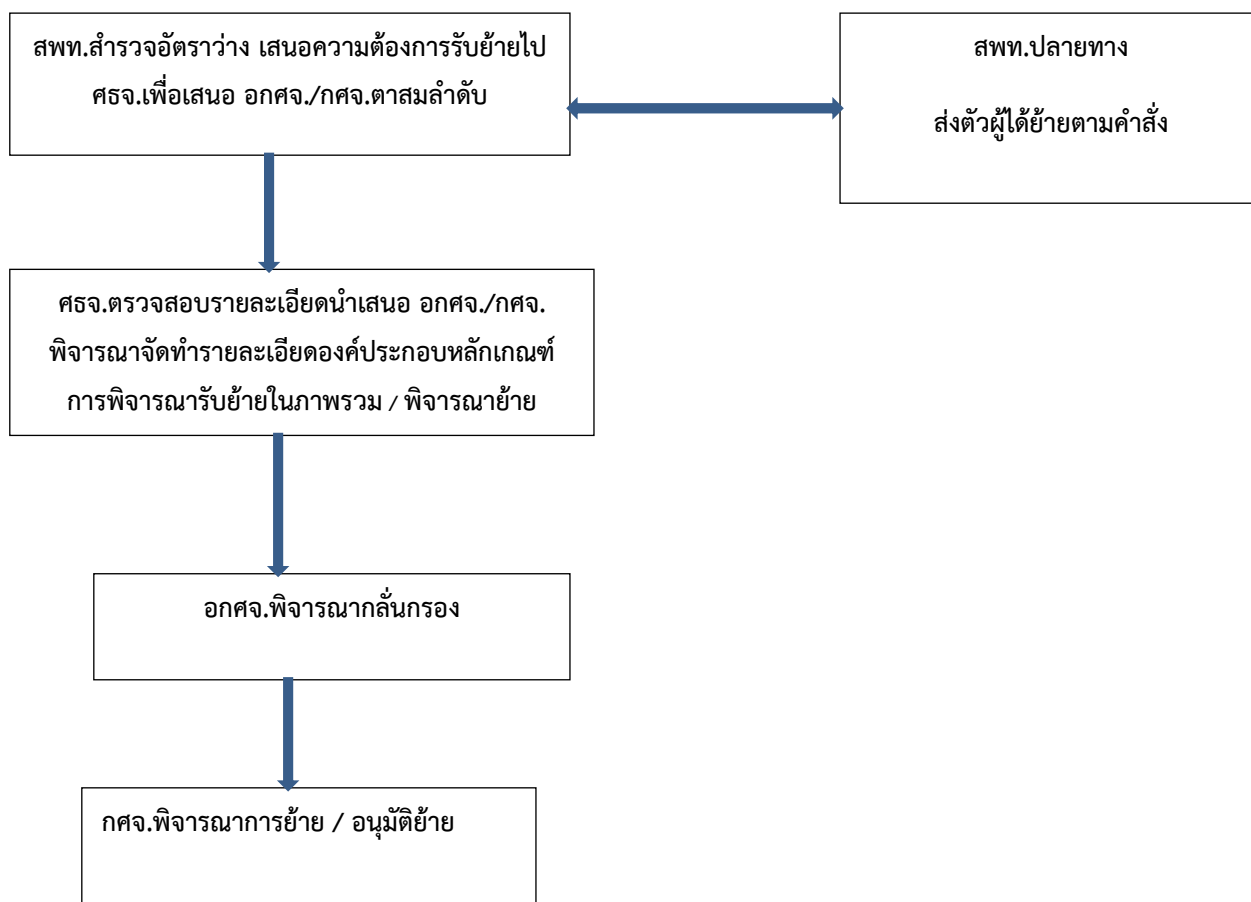 สพท.สำรวจอัตราว่าง เสนอความต้องการรับย้ายไป
ศธจ.เพื่อเสนอ อกศจ./กศจ.ตาสมลำดับ
สพท.ปลายทาง
ส่งตัวผู้ได้ย้ายตามคำสั่ง
ศธจ.ตรวจสอบรายละเอียดนำเสนอ อกศจ./กศจ.
พิจารณาจัดทำรายละเอียดองค์ประกอบหลักเกณฑ์
การพิจารณารับย้ายในภาพรวม / พิจารณาย้าย
อกศจ.พิจารณากลั่นกรอง
กศจ.พิจารณาการย้าย / อนุมัติย้าย